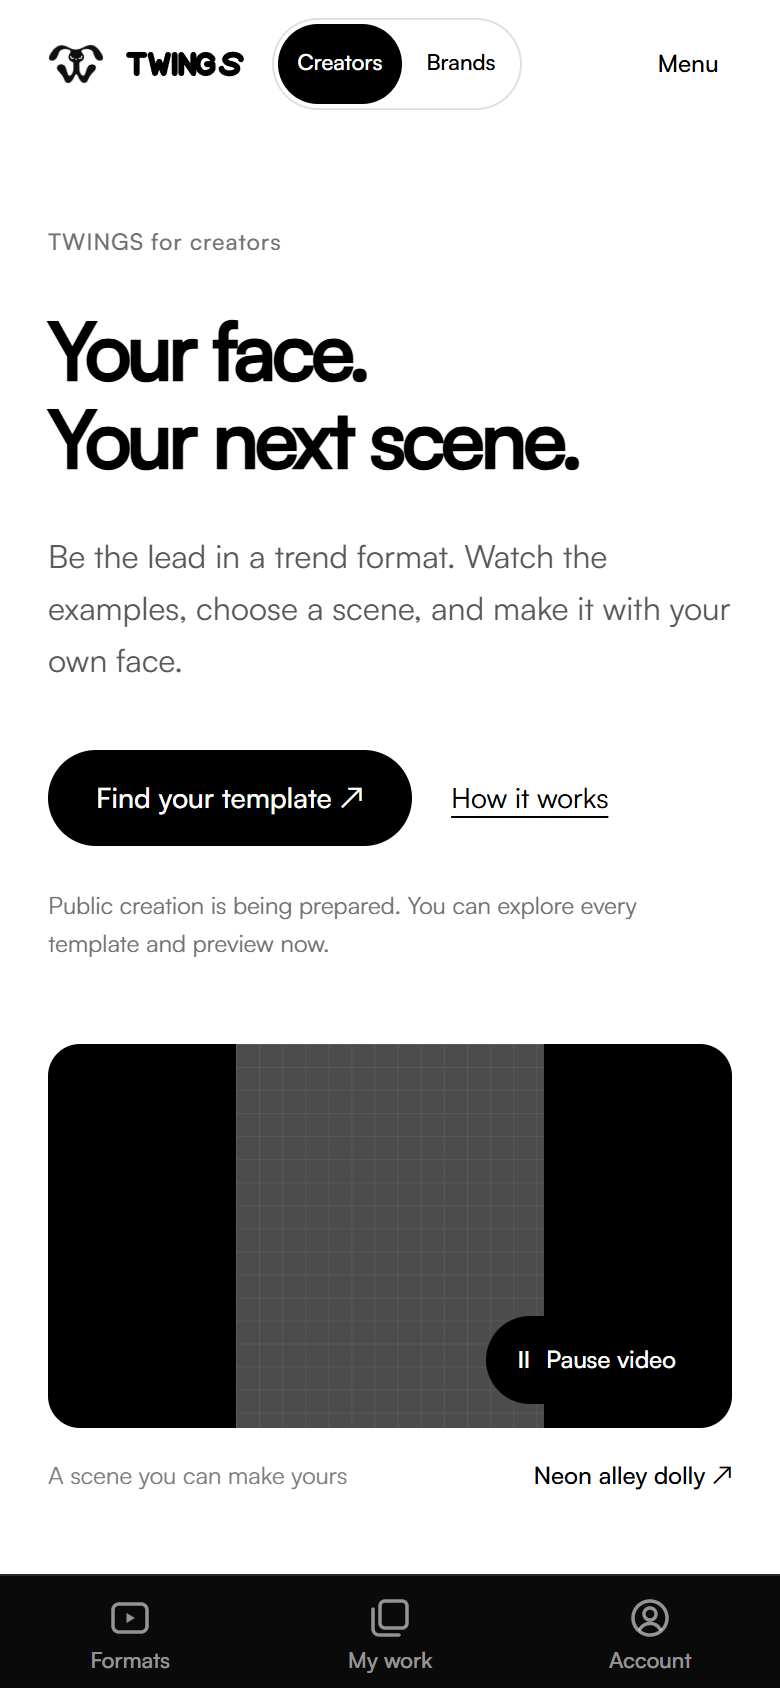 TWINGS
Creators
Brands
Menu
TWINGS for creators
Your face.
Your next scene.
Be the lead in a trend format. Watch the
examples, choose a scene, and make it with your
own face.
Find your template ↗
How it works
Public creation is being prepared. You can explore every
template and preview now.
Pause video
A scene you can make yours
Neon alley dolly ↗
Formats
My work
Account